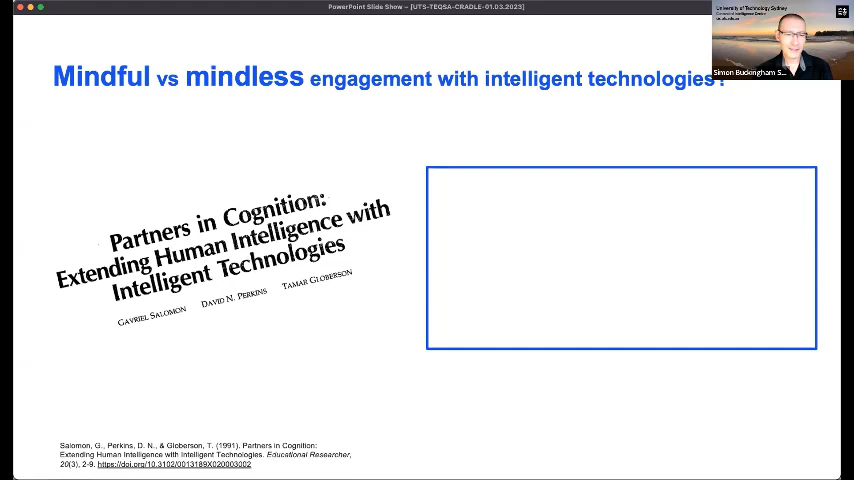 PowerPoint Slide Show – [UTS-TEQSA-CRADLE-01.03.2023]
University of Technology Sydney
Simon Buckingham S...
Mindful vs mindless engagement with intelligent technologies?
Partners in Cognition:
Extending Human Intelligence with
Intelligent Technologies
GAVRIEL SALOMON DAVID N. PERKINS TAMAR GLOBERSON
Salomon, G., Perkins, D. N., & Globerson, T. (1991). Partners in Cognition:
Extending Human Intelligence with Intelligent Technologies. Educational Researcher,
20(3), 2-9. https://doi.org/10.3102/0013189X020003002